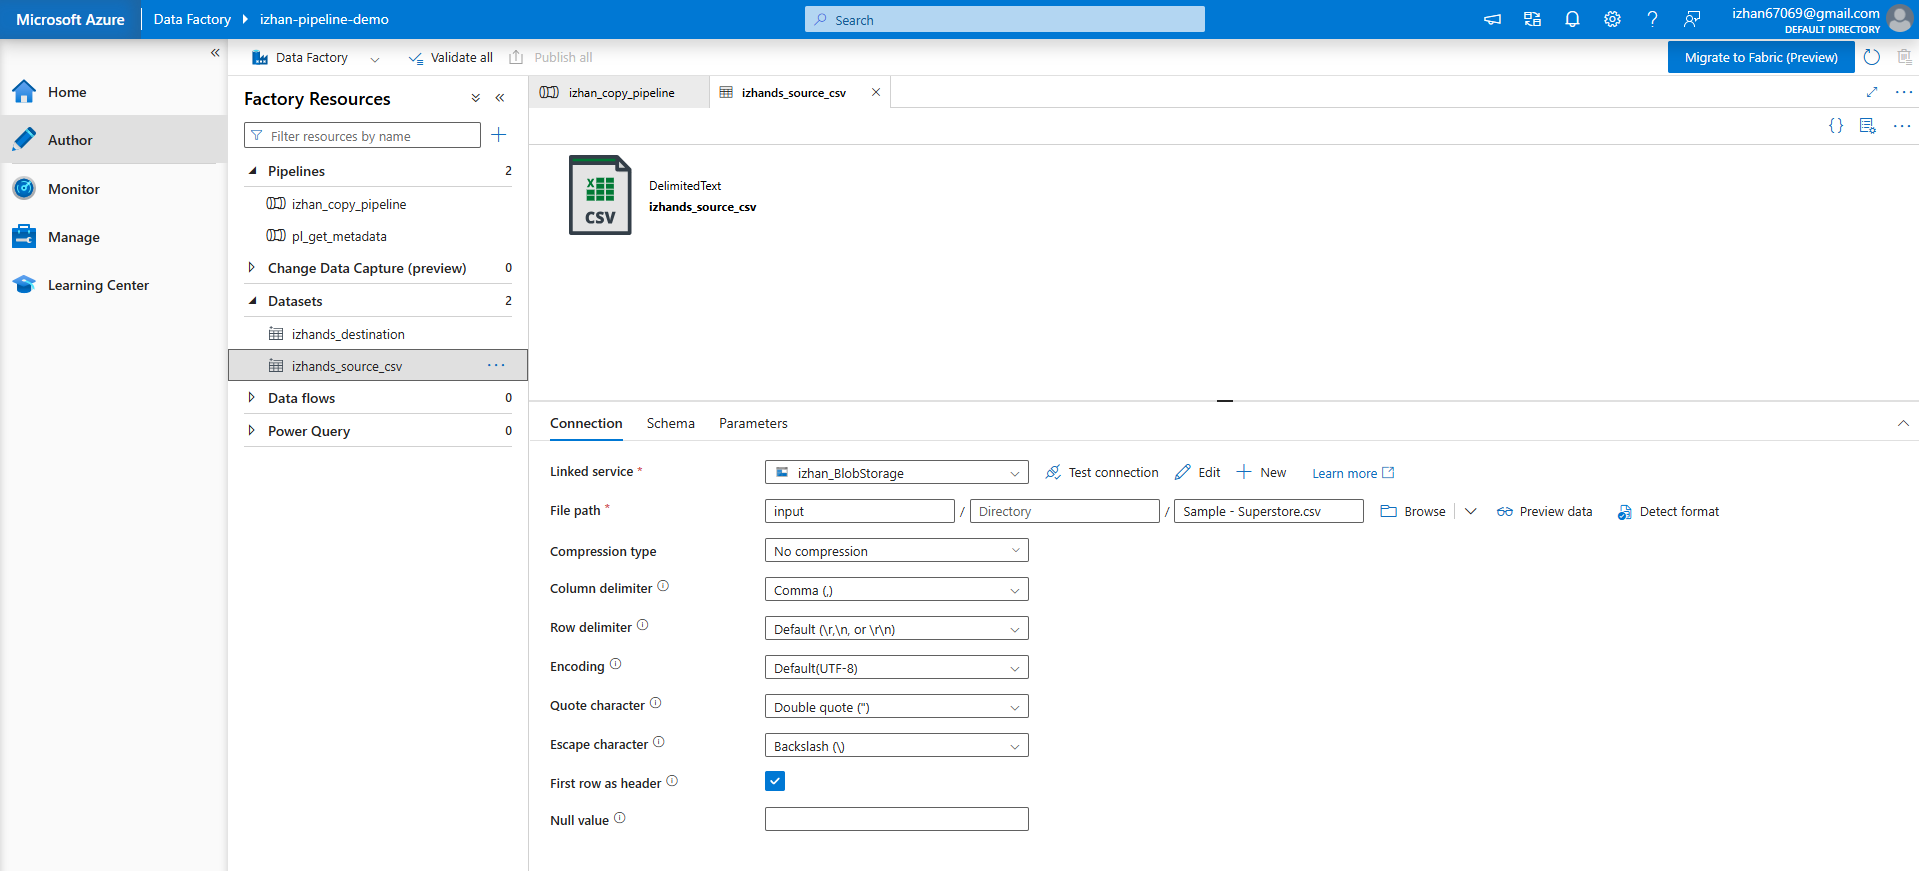 Microsoft Azure
Data Factory
izhan-pipeline-demo
Search
izhan67069@gmail.com
DEFAULT DIRECTORY
Home
Author
Monitor
Manage
Learning Center
Data Factory
Validate all
Publish all
Migrate to Fabric (Preview)
Factory Resources
Filter resources by name
Pipelines 2
izhan_copy_pipeline
pl_get_metadata
Change Data Capture (preview) 0
Datasets 2
izhands_destination
izhands_source_csv
Data flows 0
Power Query 0
izhan_copy_pipeline
izhands_source_csv
X
CSV
DelimitedText
izhands_source_csv
Connection Schema Parameters
Linked service * izhan_BlobStorage Test connection Edit New Learn more
File path * input / Directory / Sample - Superstore.csv Browse Preview data Detect format
Compression type No compression
Column delimiter Comma (,)
Row delimiter Default (\r,\n, or \r\n)
Encoding Default(UTF-8)
Quote character Double quote (")
Escape character Backslash (\)
First row as header
Null value